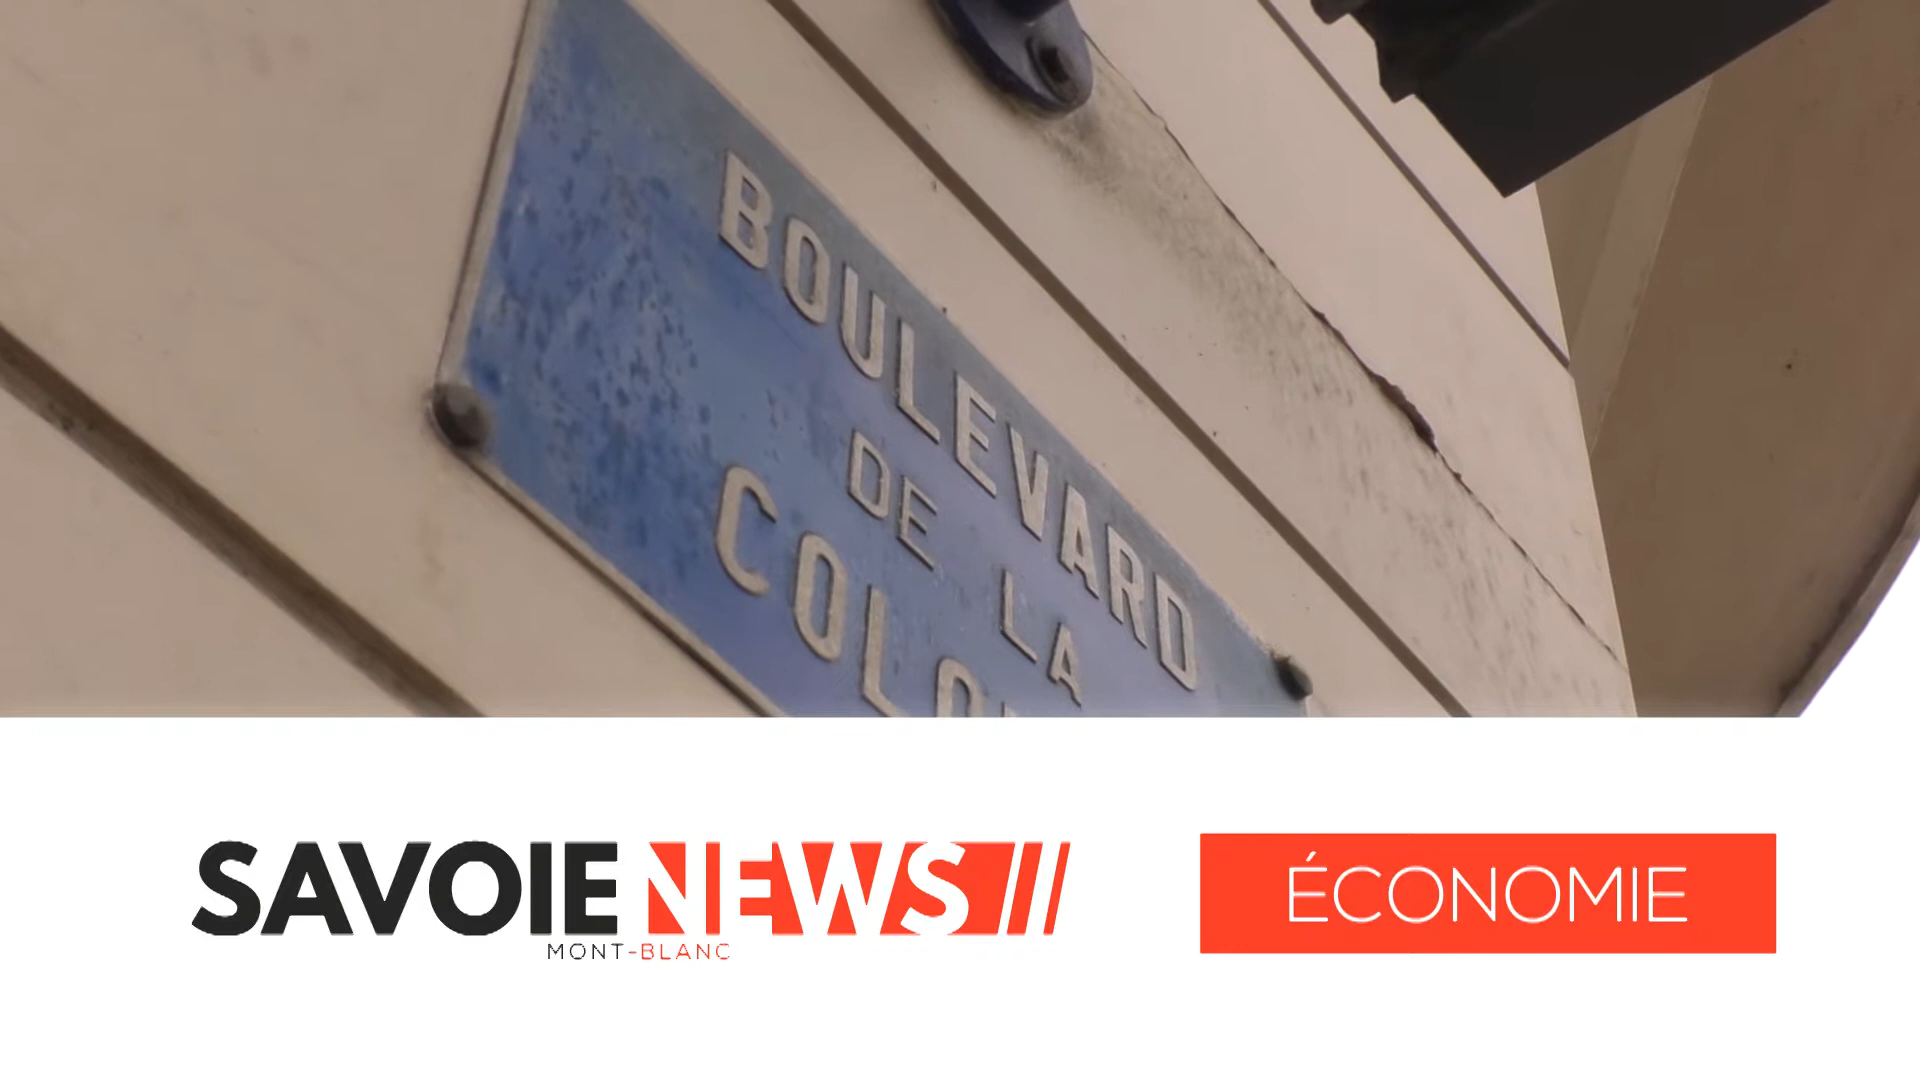 BOULEVARD
DE LA
SAVOIE NEWS
MONT-BLANC
ÉCONOMIE